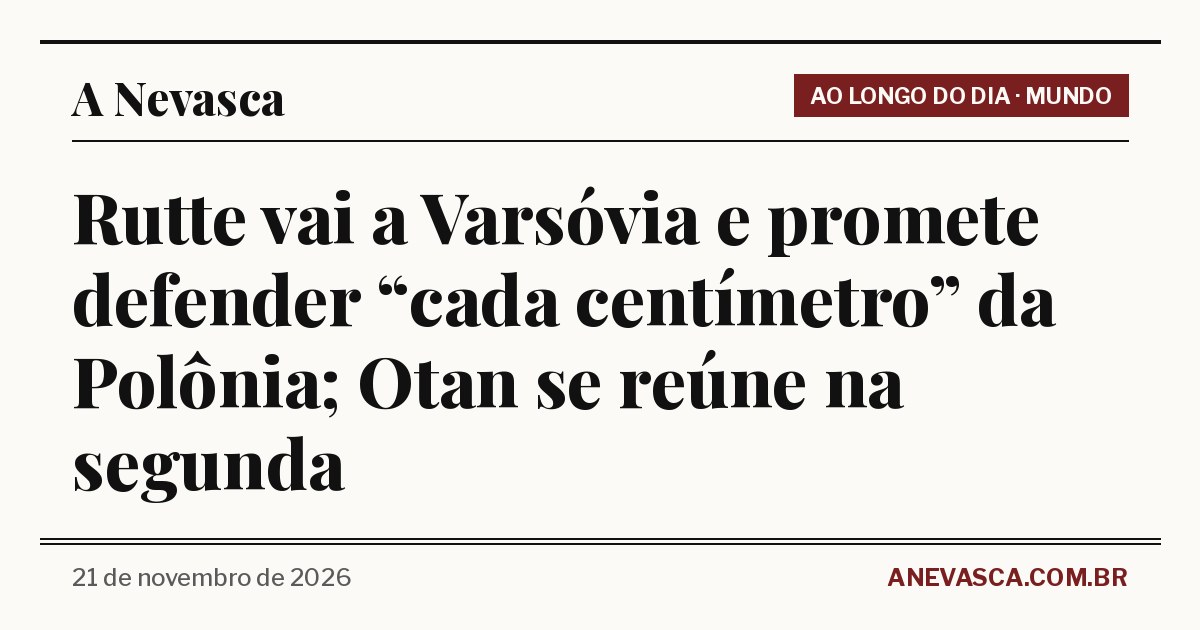 A Nevasca
AO LONGO DO DIA · MUNDO
Rutte vai a Varsóvia e promete
defender “cada centímetro” da
Polônia; Otan se reúne na
segunda
21 de novembro de 2026
ANEVASCA.COM.BR